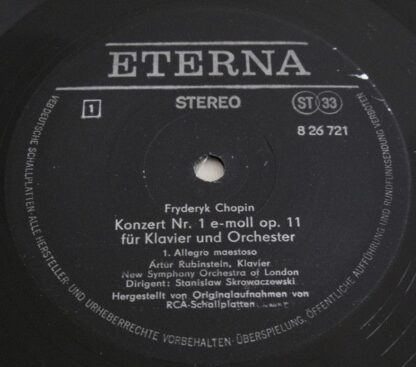 ETERNA
STEREO
1
ST 33
8 26 721
Fryderyk Chopin
Konzert Nr. 1 e-moll op. 11
für Klavier und Orchester
1. Allegro maestoso
Artur Rubinstein, Klavier
New Symphony Orchestra of London
Dirigent: Stanislaw Skrowaczewski
Hergestellt von Originalaufnahmen von
RCA-Schallplatten
VEB DEUTSCHE SCHALLPLATTEN · ALLE HERSTELLER- UND URHEBERRECHTE VORBEHALTEN · ÜBERSPIELUNG, ÖFFENTLICHE AUFFÜHRUNG UND RUNDFUNKSENDUNG VERBOTEN